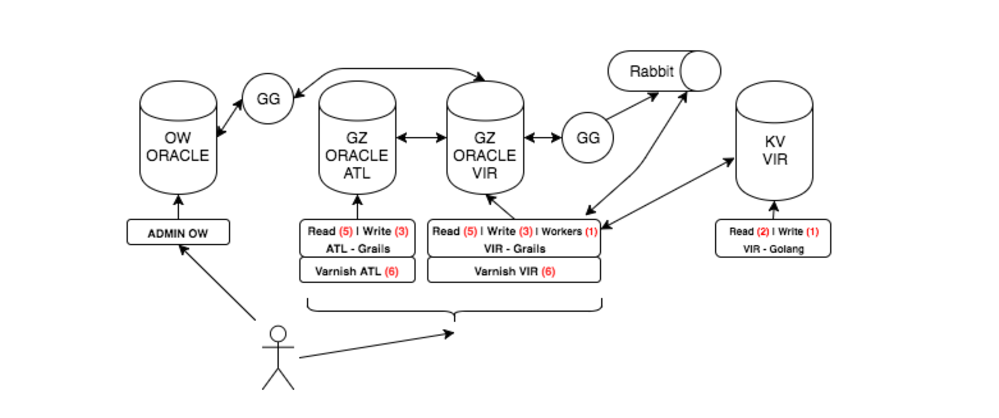 Rabbit
GG
OW
ORACLE
GZ
ORACLE
ATL
GZ
ORACLE
VIR
GG
KV
VIR
ADMIN OW
Read (5) | Write (3)
ATL - Grails
Varnish ATL (6)
Read (5) | Write (3) | Workers (1)
VIR - Grails
Varnish VIR (6)
Read (2) | Write (1)
VIR - Golang